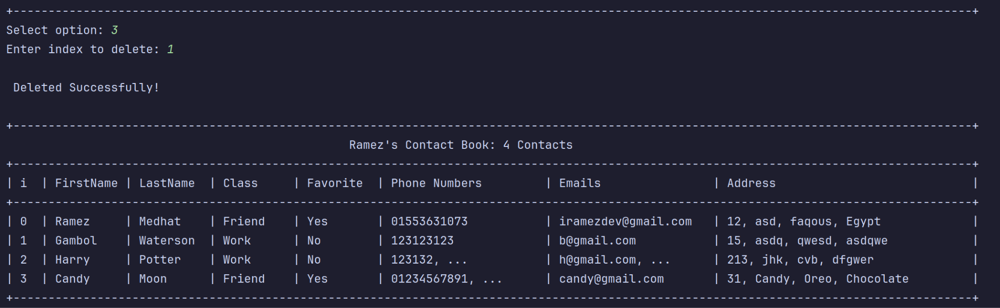 +-----------------------------------------------------------------------------------------------------------------------------------------+
Select option: 3
Enter index to delete: 1
 Deleted Successfully!
+-----------------------------------------------------------------------------------------------------------------------------------------+
Ramez's Contact Book: 4 Contacts
+-----------------------------------------------------------------------------------------------------------------------------------------+
| i  | FirstName | LastName  | Class     | Favorite  | Phone Numbers         | Emails                | Address                            |
+-----------------------------------------------------------------------------------------------------------------------------------------+
| 0  | Ramez     | Medhat    | Friend    | Yes       | 01553631073           | iramezdev@gmail.com   | 12, asd, faqous, Egypt             |
| 1  | Gambol    | Waterson  | Work      | No        | 123123123             | b@gmail.com           | 15, asdq, qwesd, asdqwe            |
| 2  | Harry     | Potter    | Work      | No        | 123132, ...           | h@gmail.com, ...      | 213, jhk, cvb, dfgwer              |
| 3  | Candy     | Moon      | Friend    | Yes       | 01234567891, ...      | candy@gmail.com       | 31, Candy, Oreo, Chocolate         |
+-----------------------------------------------------------------------------------------------------------------------------------------+